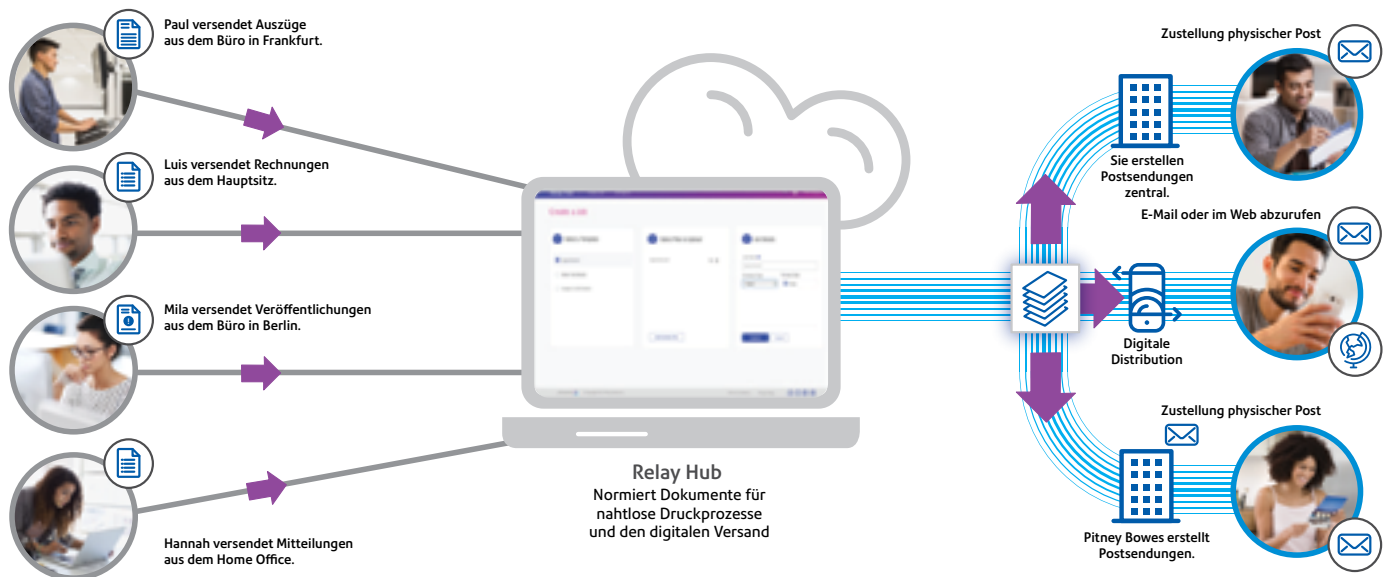 Paul versendet Auszüge
aus dem Büro in Frankfurt.
Luis versendet Rechnungen
aus dem Hauptsitz.
Mila versendet Veröffentlichungen
aus dem Büro in Berlin.
Hannah versendet Mitteilungen
aus dem Home Office.
Create a Job
Relay Hub
Normiert Dokumente für
nahtlose Druckprozesse
und den digitalen Versand
Zustellung physischer Post
Sie erstellen
Postsendungen
zentral.
E-Mail oder im Web abzurufen
Digitale
Distribution
Zustellung physischer Post
Pitney Bowes erstellt
Postsendungen.